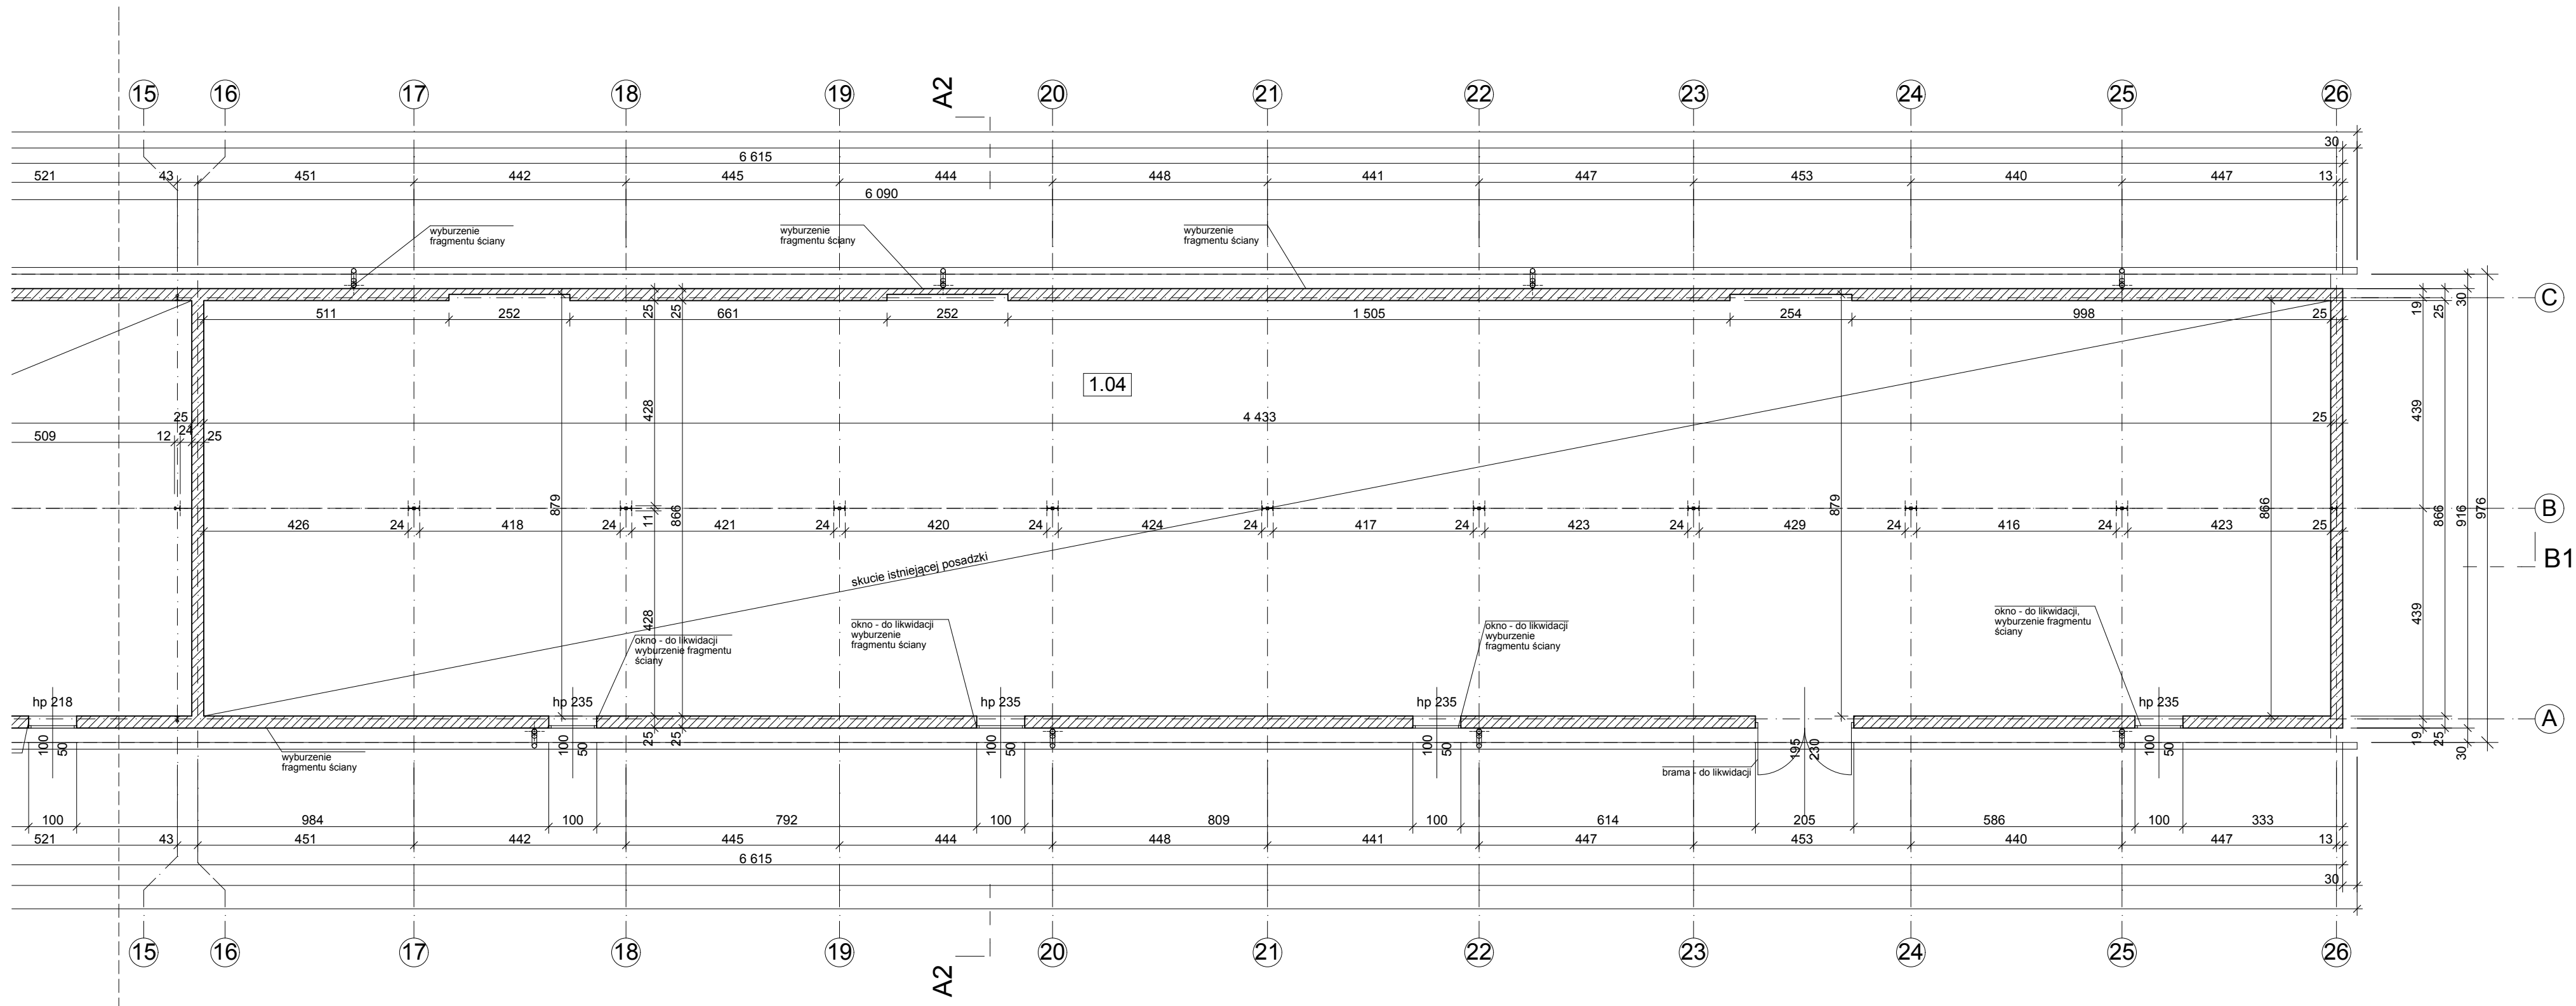 15 16 17 18 19 A2 20 21 22 23 24 25 26
30
6 615
521 43 451 442 445 444 448 441 447 453 440 447 13
6 090
wyburzenie
fragmentu ściany
wyburzenie
fragmentu ściany
wyburzenie
fragmentu ściany
C
25 25 19 25 30
511 252 661 252 1 505 254 998 25
1.04
25 428 4 433 25 439
509 12 24 25
879 11 866 879 866 866 916 976
B
426 24 418 24 421 24 420 24 424 24 417 24 423 24 429 24 416 24 423 25
B1
skucie istniejącej posadzki
428 439
okno - do likwidacji
wyburzenie fragmentu
ściany
okno - do likwidacji
wyburzenie
fragmentu ściany
okno - do likwidacji
wyburzenie
fragmentu ściany
okno - do likwidacji,
wyburzenie fragmentu
ściany
hp 218 hp 235 hp 235 hp 235 hp 235
A
100 50 100 50 25 25 100 50 100 50 195 230 100 50 19 25 30
wyburzenie
fragmentu ściany
brama - do likwidacji
100 984 100 792 100 809 100 614 205 586 100 333
521 43 451 442 445 444 448 441 447 453 440 447 13
6 615
30
15 16 17 18 19 A2 20 21 22 23 24 25 26